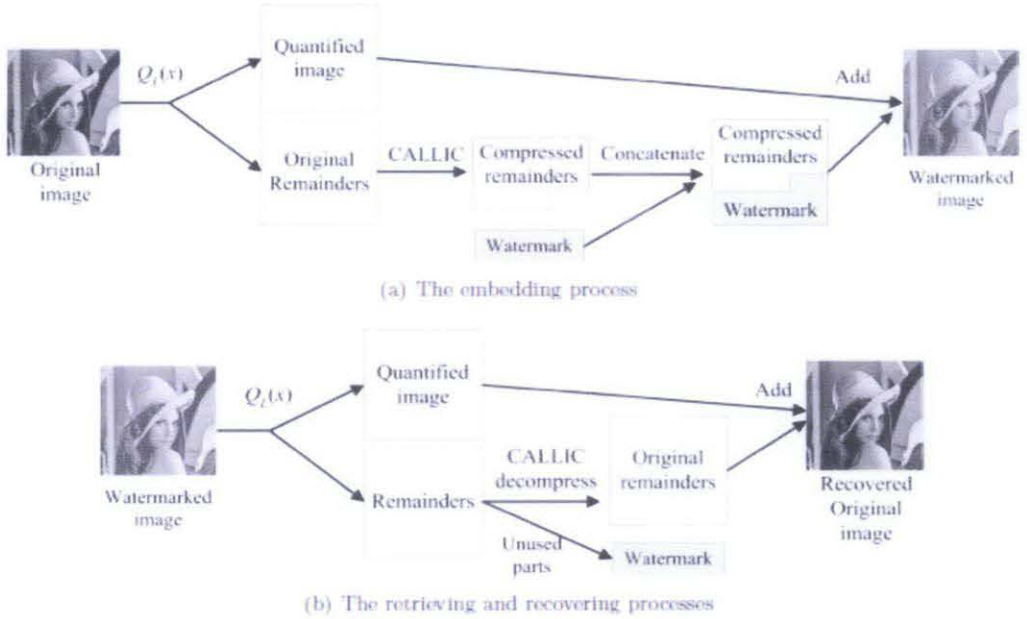 Quantified
image
Q_L(x)
Add
Original
image
Original
Remainders
CALLIC
Compressed
remainders
Concatenate
Compressed
remainders
Watermark
Watermark
Watermarked
image
(a) The embedding process
Quantified
image
Q_L(x)
Add
Watermarked
image
Remainders
CALLIC
decompress
Original
remainders
Unused
parts
Watermark
Recovered
Original
image
(b) The retrieving and recovering processes